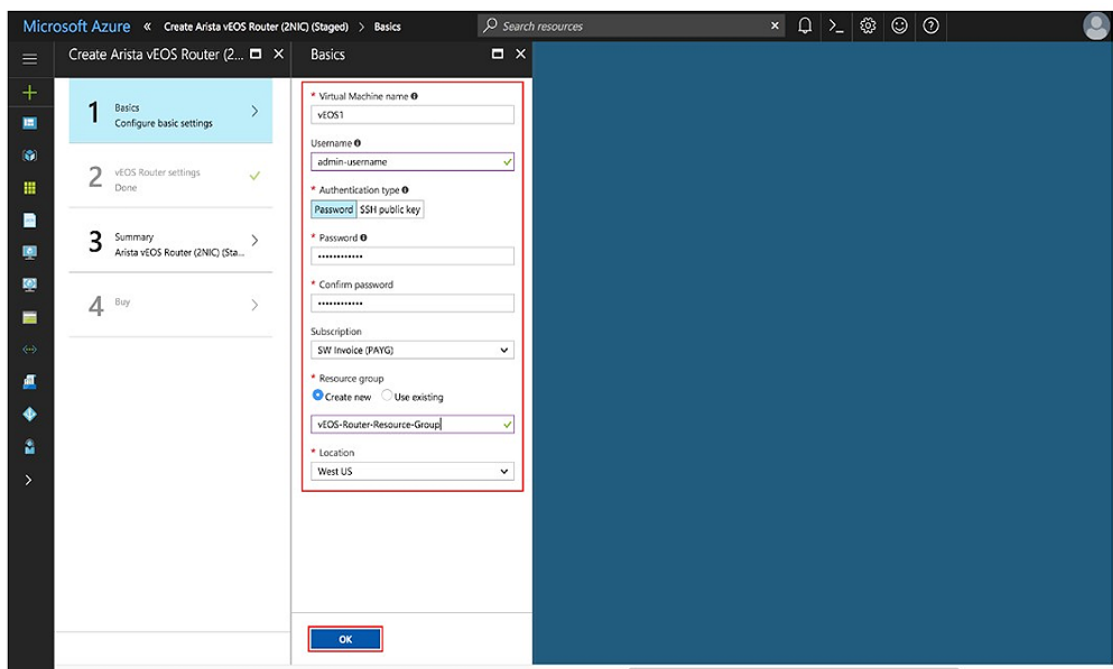 Microsoft Azure « Create Arista vEOS Router (2NIC) (Staged) > Basics Search resources
Create Arista vEOS Router (2...
1
Basics
Configure basic settings
2
vEOS Router settings
Done
3
Summary
Arista vEOS Router (2NIC) (Sta...
4
Buy
Basics
* Virtual Machine name
vEOS1
Username
admin-username
* Authentication type
Password SSH public key
* Password
••••••••••••
* Confirm password
••••••••••••
Subscription
SW Invoice (PAYG)
* Resource group
Create new Use existing
vEOS-Router-Resource-Group
* Location
West US
OK